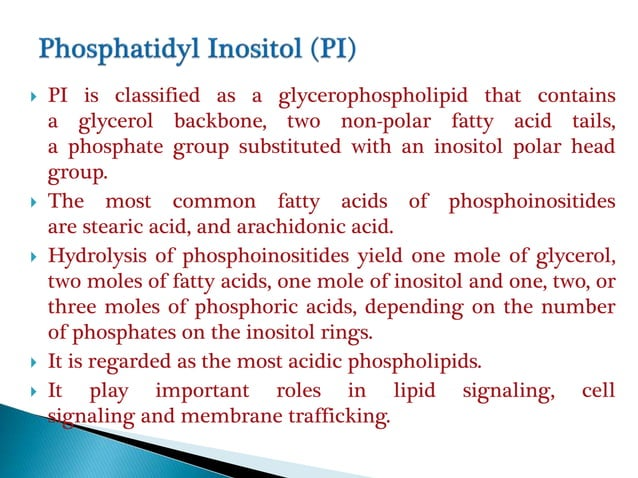 Phosphatidyl Inositol (PI)
PI is classified as a glycerophospholipid that contains
a glycerol backbone, two non-polar fatty acid tails,
a phosphate group substituted with an inositol polar head
group.
The most common fatty acids of phosphoinositides
are stearic acid, and arachidonic acid.
Hydrolysis of phosphoinositides yield one mole of glycerol,
two moles of fatty acids, one mole of inositol and one, two, or
three moles of phosphoric acids, depending on the number
of phosphates on the inositol rings.
It is regarded as the most acidic phospholipids.
It play important roles in lipid signaling, cell
signaling and membrane trafficking.